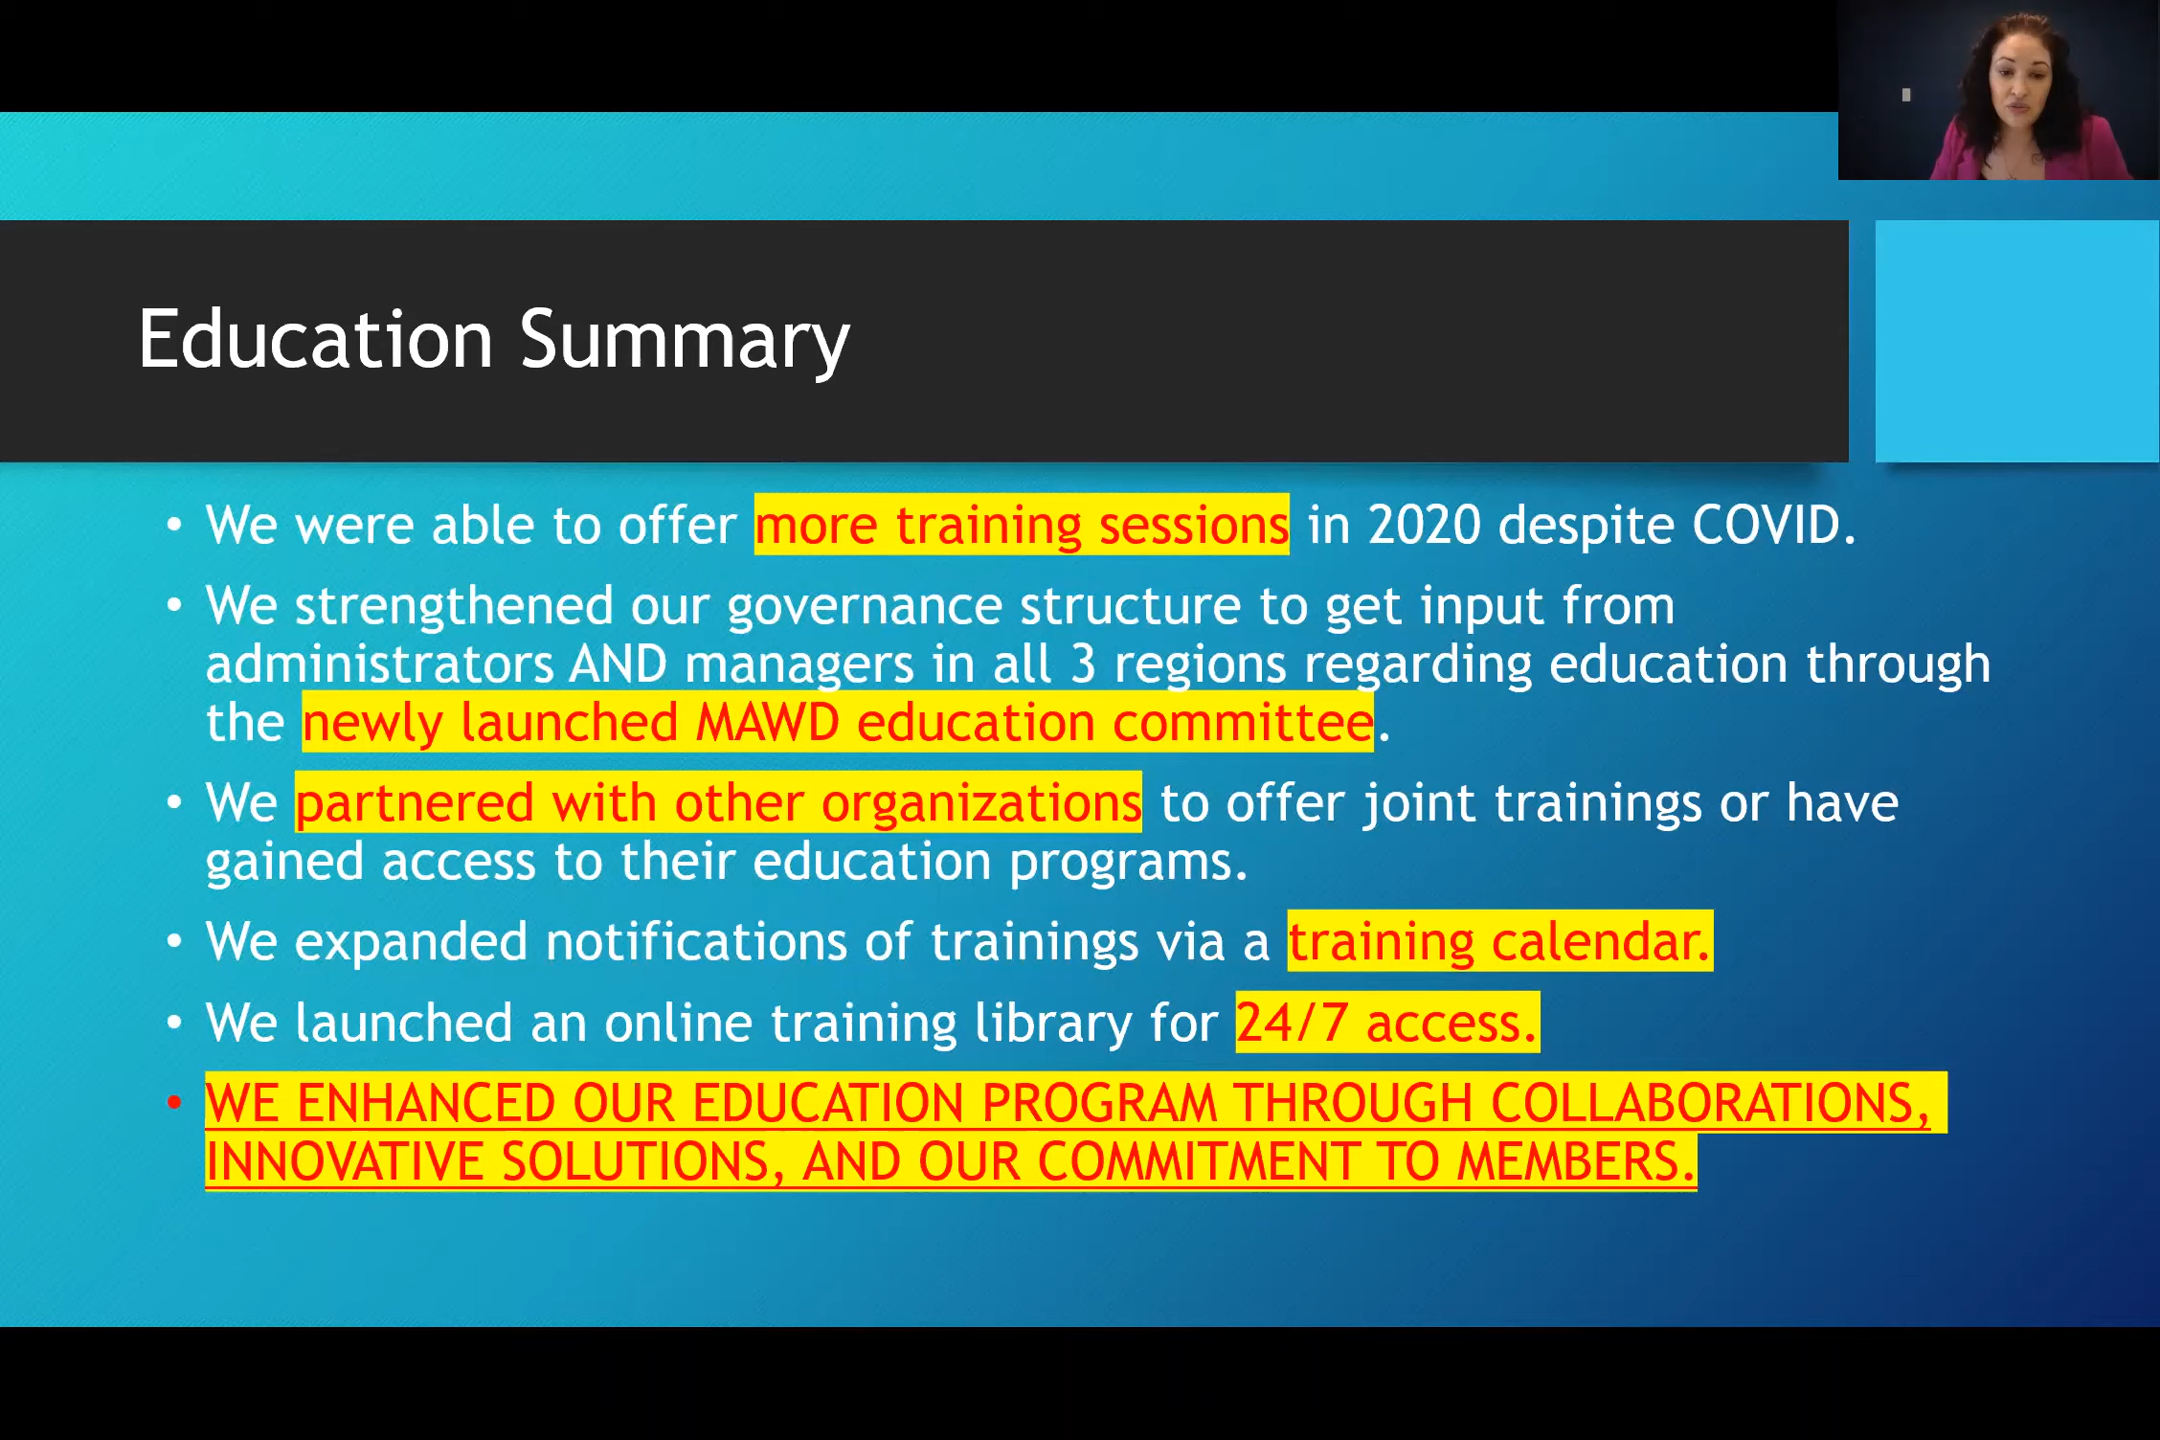 Education Summary
• We were able to offer more training sessions in 2020 despite COVID.
• We strengthened our governance structure to get input from
administrators AND managers in all 3 regions regarding education through
the newly launched MAWD education committee.
• We partnered with other organizations to offer joint trainings or have
gained access to their education programs.
• We expanded notifications of trainings via a training calendar.
• We launched an online training library for 24/7 access.
• WE ENHANCED OUR EDUCATION PROGRAM THROUGH COLLABORATIONS,
INNOVATIVE SOLUTIONS, AND OUR COMMITMENT TO MEMBERS.